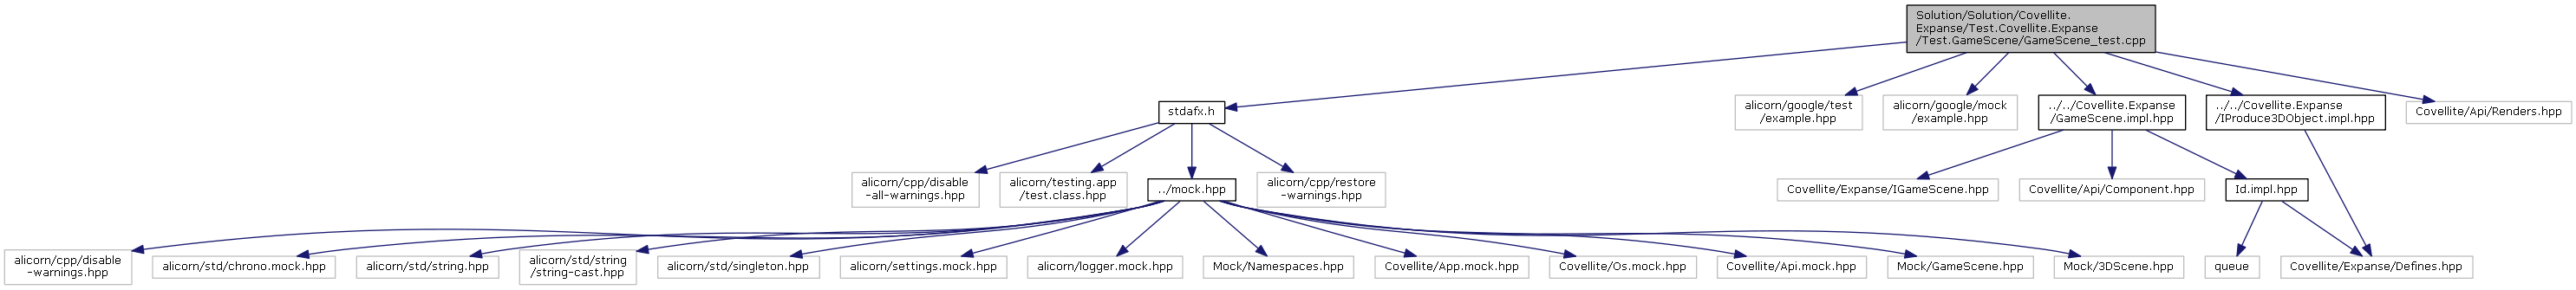 Solution/Solution/Covellite.
Expanse/Test.Covellite.Expanse
/Test.GameScene/GameScene_test.cpp
stdafx.h
alicorn/google/test
/example.hpp
alicorn/google/mock
/example.hpp
../../Covellite.Expanse
/GameScene.impl.hpp
../../Covellite.Expanse
/IProduce3DObject.impl.hpp
Covellite/Api/Renders.hpp
alicorn/cpp/disable
-all-warnings.hpp
alicorn/testing.app
/test.class.hpp
../mock.hpp
alicorn/cpp/restore
-warnings.hpp
Covellite/Expanse/IGameScene.hpp
Covellite/Api/Component.hpp
Id.impl.hpp
alicorn/cpp/disable
-warnings.hpp
alicorn/std/chrono.mock.hpp
alicorn/std/string.hpp
alicorn/std/string
/string-cast.hpp
alicorn/std/singleton.hpp
alicorn/settings.mock.hpp
alicorn/logger.mock.hpp
Mock/Namespaces.hpp
Covellite/App.mock.hpp
Covellite/Os.mock.hpp
Covellite/Api.mock.hpp
Mock/GameScene.hpp
Mock/3DScene.hpp
queue
Covellite/Expanse/Defines.hpp